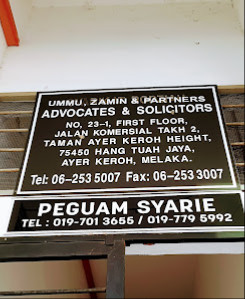 UMMU, ZAMIN & PARTNERS
ADVOCATES & SOLICITORS
NO, 23-1, FIRST FLOOR,
JALAN KOMERSIAL TAKH 2,
TAMAN AYER KEROH HEIGHT,
75450 HANG TUAH JAYA,
AYER KEROH, MELAKA.
Tel: 06-253 5007 Fax: 06-253 3007
PEGUAM SYARIE
TEL : 019-701 3655 / 019-779 5992